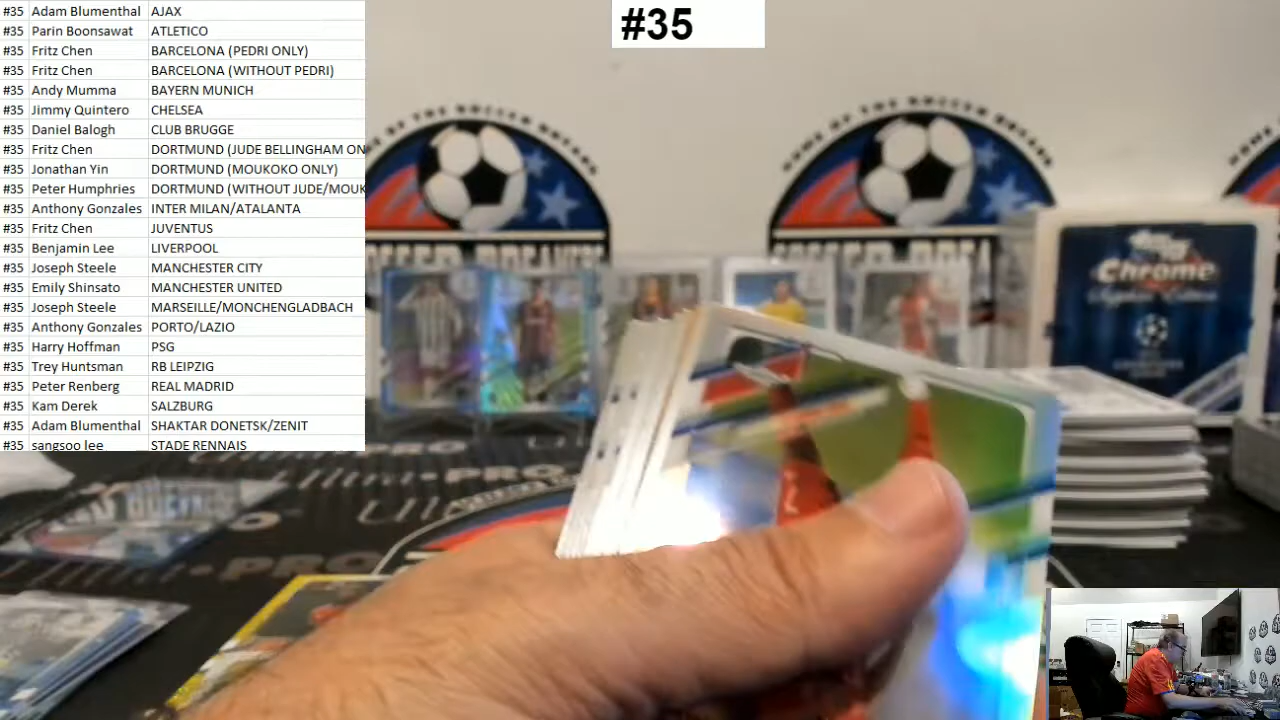 #35 Adam Blumenthal AJAX
#35 Parin Boonsawat ATLETICO
#35 Fritz Chen BARCELONA (PEDRI ONLY)
#35 Fritz Chen BARCELONA (WITHOUT PEDRI)
#35 Andy Mumma BAYERN MUNICH
#35 Jimmy Quintero CHELSEA
#35 Daniel Balogh CLUB BRUGGE
#35 Fritz Chen DORTMUND (JUDE BELLINGHAM ON
#35 Jonathan Yin DORTMUND (MOUKOKO ONLY)
#35 Peter Humphries DORTMUND (WITHOUT JUDE/MOUK
#35 Anthony Gonzales INTER MILAN/ATALANTA
#35 Fritz Chen JUVENTUS
#35 Benjamin Lee LIVERPOOL
#35 Joseph Steele MANCHESTER CITY
#35 Emily Shinsato MANCHESTER UNITED
#35 Joseph Steele MARSEILLE/MONCHENGLADBACH
#35 Anthony Gonzales PORTO/LAZIO
#35 Harry Hoffman PSG
#35 Trey Huntsman RB LEIPZIG
#35 Peter Renberg REAL MADRID
#35 Kam Derek SALZBURG
#35 Adam Blumenthal SHAKTAR DONETSK/ZENIT
#35 sangsoo lee STADE RENNAIS
#35
Topps
Chrome
Sapphire Edition
PRO